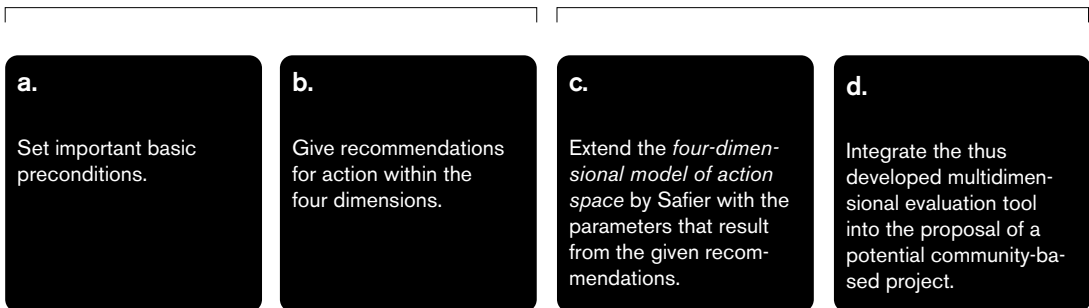 a.
Set important basic
preconditions.
b.
Give recommendations
for action within the
four dimensions.
c.
Extend the four-dimen-
sional model of action
space by Safier with the
parameters that result
from the given recom-
mendations.
d.
Integrate the thus
developed multidimen-
sional evaluation tool
into the proposal of a
potential community-ba-
sed project.